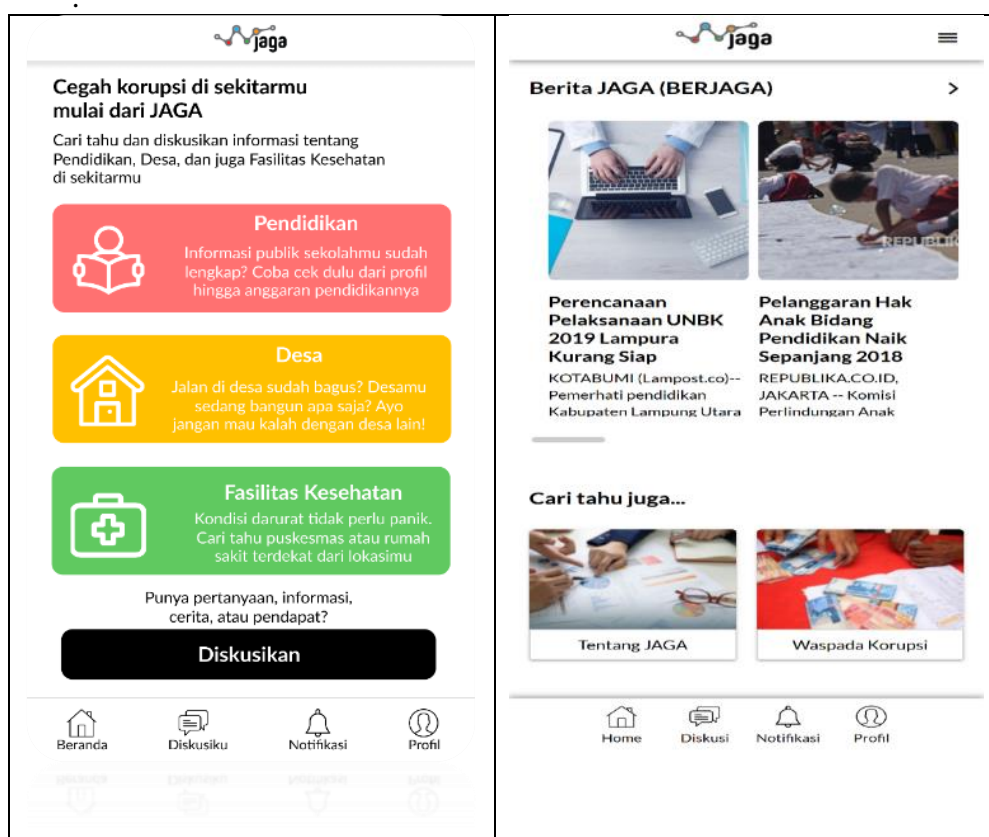 jaga
Cegah korupsi di sekitarmu
mulai dari JAGA
Cari tahu dan diskusikan informasi tentang
Pendidikan, Desa, dan juga Fasilitas Kesehatan
di sekitarmu
Pendidikan
Informasi publik sekolahmu sudah
lengkap? Coba cek dulu dari profil
hingga anggaran pendidikannya
Desa
Jalan di desa sudah bagus? Desamu
sedang bangun apa saja? Ayo
jangan mau kalah dengan desa lain!
Fasilitas Kesehatan
Kondisi darurat tidak perlu panik.
Cari tahu puskesmas atau rumah
sakit terdekat dari lokasimu
Punya pertanyaan, informasi,
cerita, atau pendapat?
Diskusikan
Beranda Diskusiku Notifikasi Profil
jaga
Berita JAGA (BERJAGA) >
REPUBLIK
Perencanaan
Pelaksanaan UNBK
2019 Lampura
Kurang Siap
KOTABUMI (Lampost.co)--
Pemerhati pendidikan
Kabupaten Lampung Utara
Pelanggaran Hak
Anak Bidang
Pendidikan Naik
Sepanjang 2018
REPUBLIKA.CO.ID,
JAKARTA -- Komisi
Perlindungan Anak
Cari tahu juga...
Tentang JAGA
Waspada Korupsi
Home Diskusi Notifikasi Profil